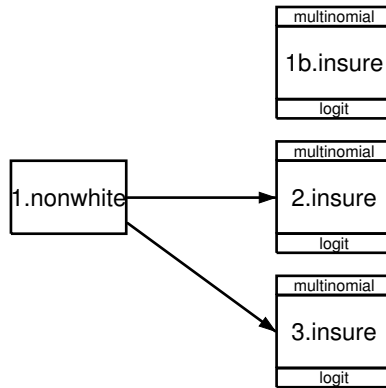 multinomial
1b.insure
logit
multinomial
1.nonwhite
2.insure
logit
multinomial
3.insure
logit